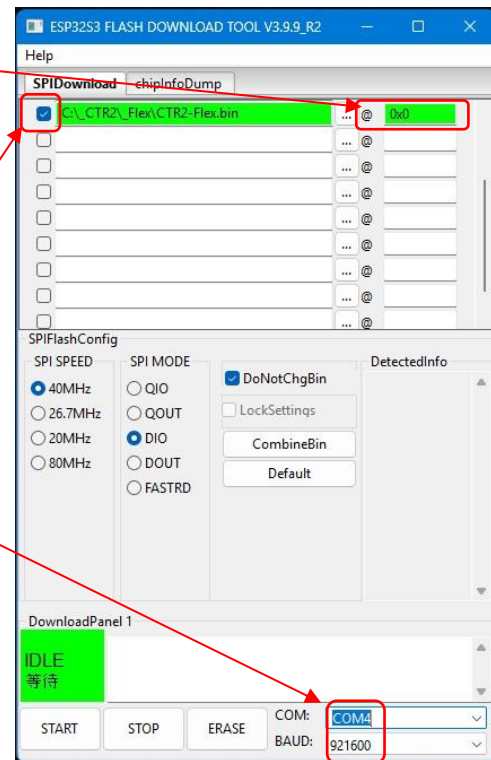 ESP32S3 FLASH DOWNLOAD TOOL V3.9.9_R2
Help
SPIDownload chipInfoDump
C:\_CTR2\_Flex\CTR2-Flex.bin ... @ 0x0
... @
... @
... @
... @
... @
... @
... @
... @
SPIFlashConfig
SPI SPEED
40MHz
26.7MHz
20MHz
80MHz
SPI MODE
QIO
QOUT
DIO
DOUT
FASTRD
DoNotChgBin
LockSettings
CombineBin
Default
DetectedInfo
DownloadPanel 1
IDLE
等待
START STOP ERASE
COM: COM4
BAUD: 921600